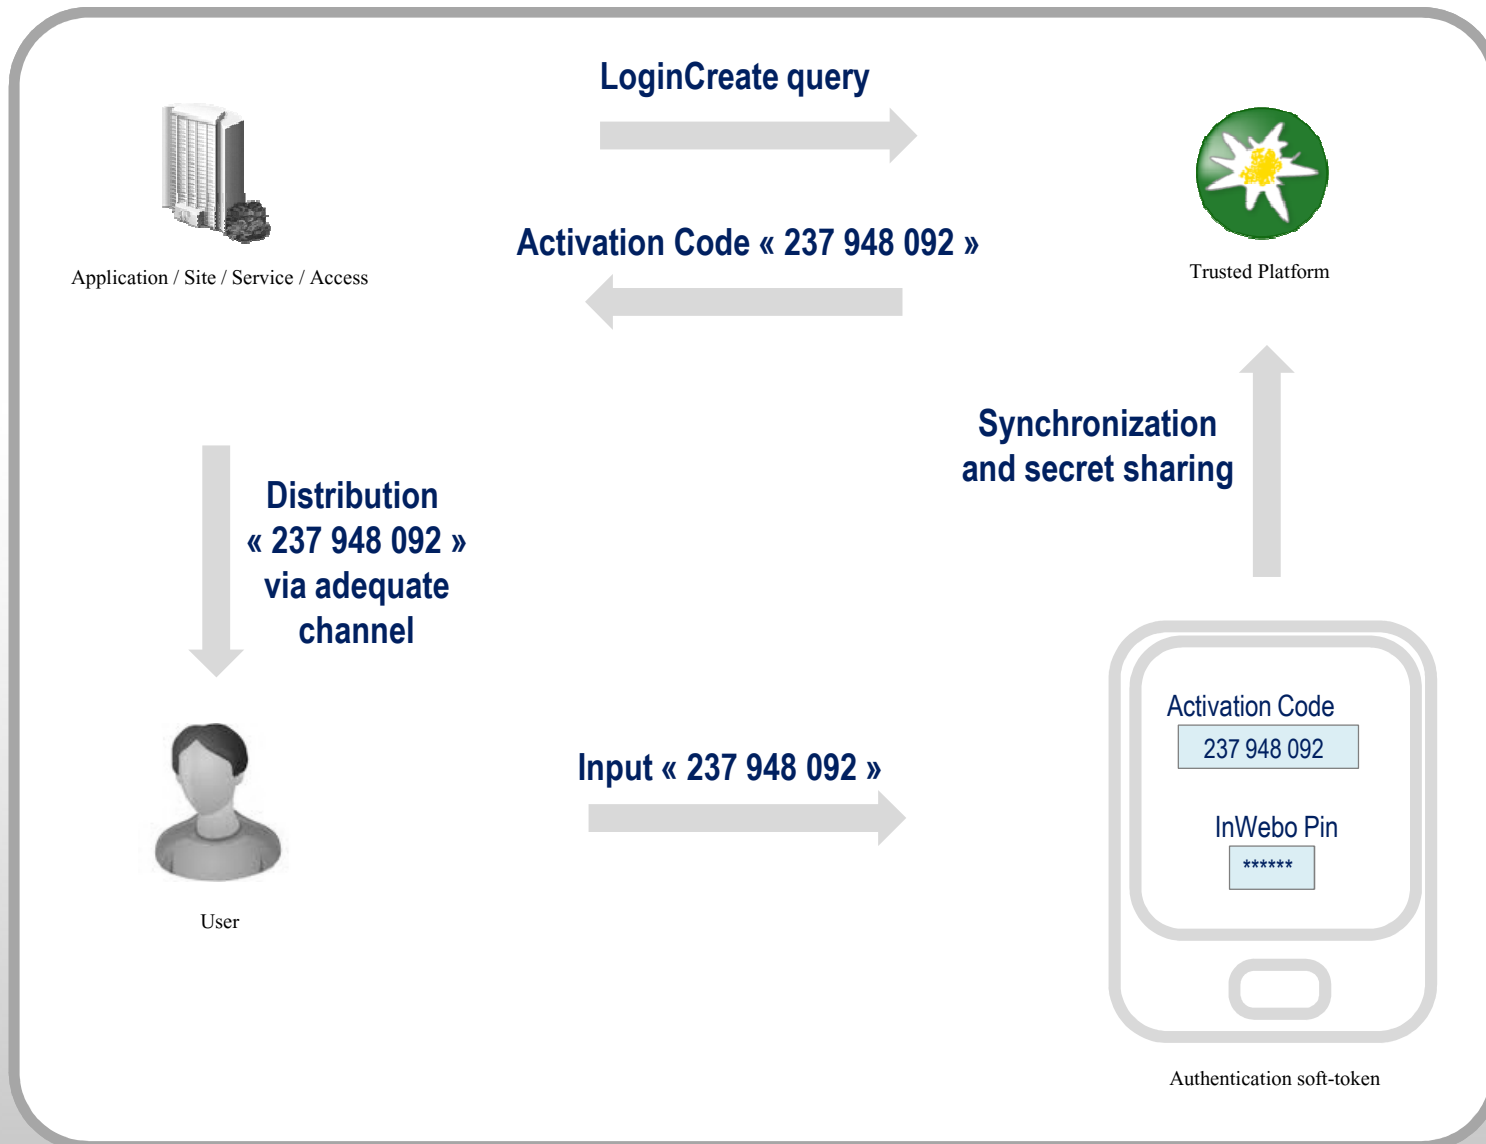 LoginCreate query
Application / Site / Service / Access
Activation Code « 237 948 092 »
Trusted Platform
Synchronization
and secret sharing
Distribution
« 237 948 092 »
via adequate
channel
User
Input « 237 948 092 »
Activation Code
237 948 092
InWebo Pin
******
Authentication soft-token